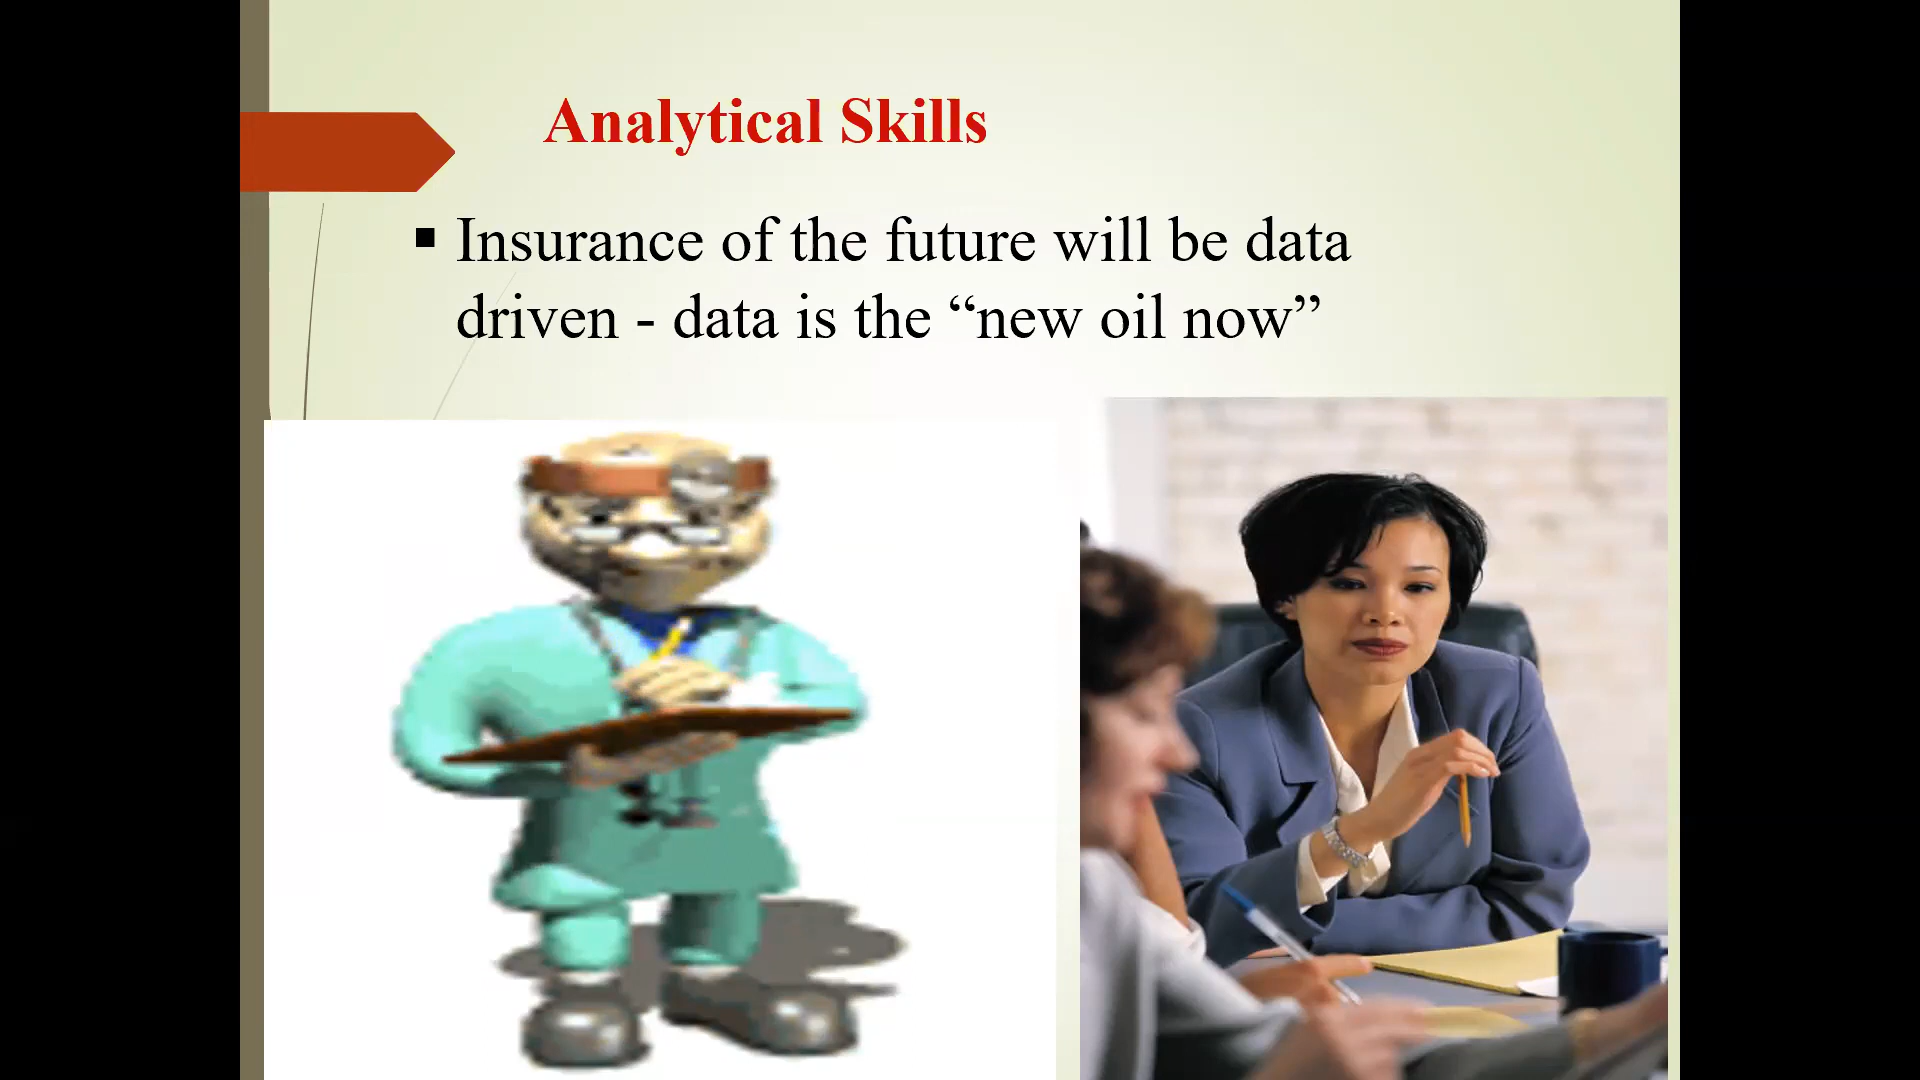 Analytical Skills
▪ Insurance of the future will be data
driven - data is the “new oil now”